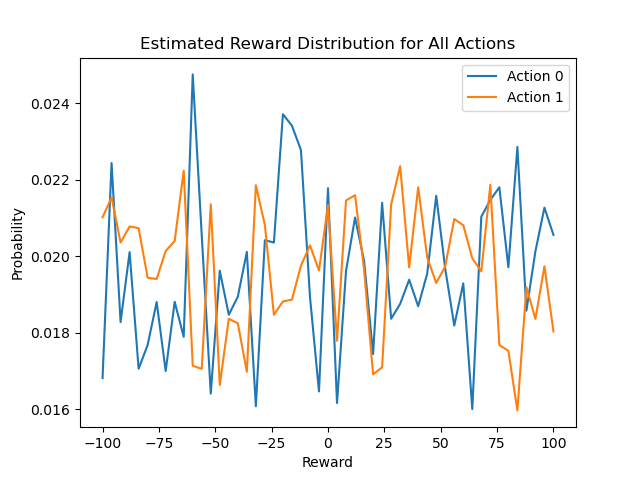 Estimated Reward Distribution for All Actions
Action 0
Action 1
0.024
0.022
0.020
0.018
0.016
Probability
−100
−75
−50
−25
0
25
50
75
100
Reward